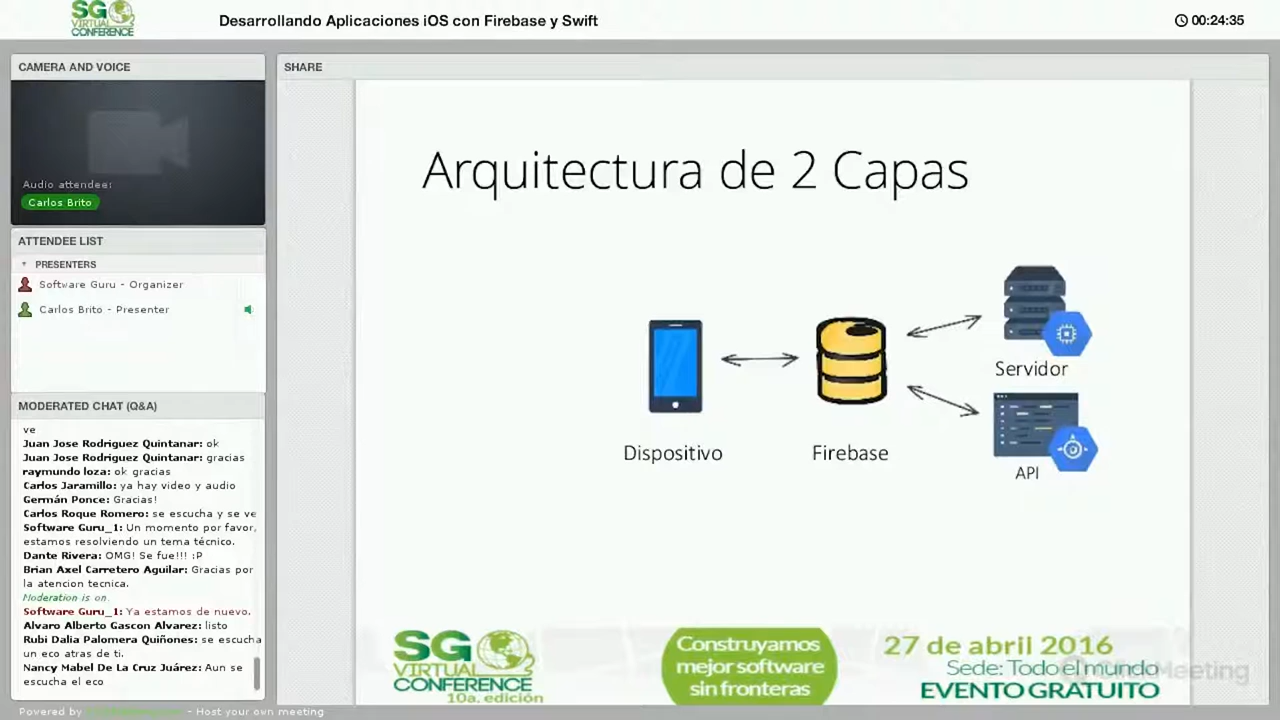 SG
VIRTUAL
CONFERENCE
Desarrollando Aplicaciones iOS con Firebase y Swift
00:24:35
CAMERA AND VOICE
Audio attendee:
Carlos Brito
ATTENDEE LIST
PRESENTERS
Software Guru - Organizer
Carlos Brito - Presenter
MODERATED CHAT (Q&A)
ve
Juan Jose Rodriguez Quintanar: ok
Juan Jose Rodriguez Quintanar: gracias
raymundo loza: ok gracias
Carlos Jaramillo: ya hay video y audio
Germán Ponce: Gracias!
Carlos Roque Romero: se escucha y se ve
Software Guru_1: Un momento por favor,
estamos resolviendo un tema técnico.
Dante Rivera: OMG! Se fue!!! :P
Brian Axel Carretero Aguilar: Gracias por
la atencion tecnica.
Moderation is on.
Software Guru_1: Ya estamos de nuevo.
Alvaro Alberto Gascon Alvarez: listo
Rubi Dalia Palomera Quiñones: se escucha
un eco atras de ti.
Nancy Mabel De La Cruz Juárez: Aun se
escucha el eco
Powered by - Host your own meeting
SHARE
Arquitectura de 2 Capas
Dispositivo
Firebase
Servidor
API
SG
VIRTUAL
CONFERENCE
10a. edición
Construyamos
mejor software
sin fronteras
27 de abril 2016
Sede: Todo el mundo
EVENTO GRATUITO
ClickMeeting